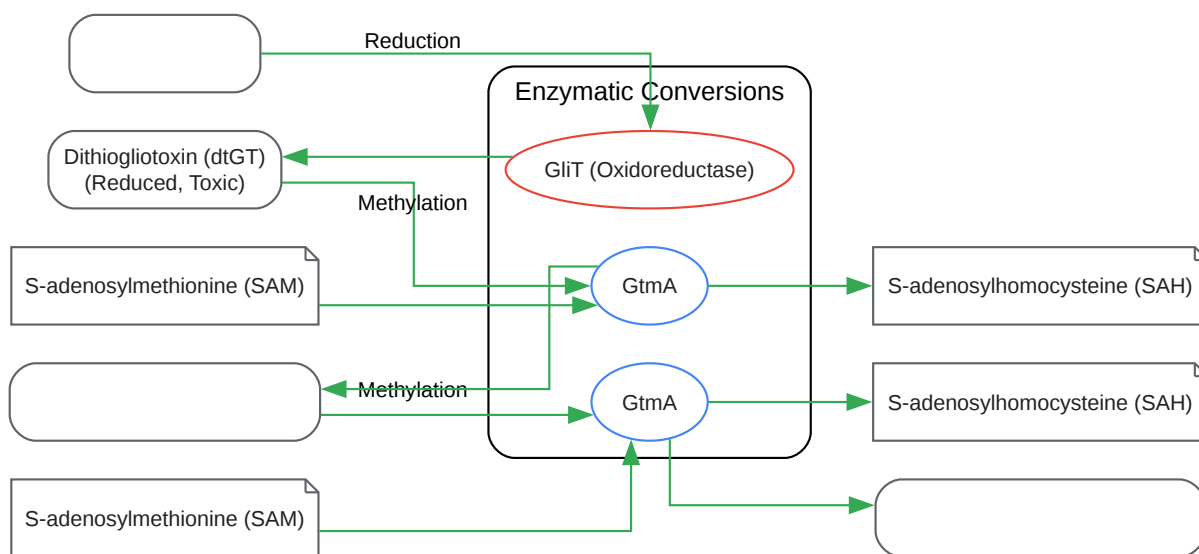 Reduction
Enzymatic Conversions
Dithiogliotoxin (dtGT)
(Reduced, Toxic)
GliT (Oxidoreductase)
Methylation
S-adenosylmethionine (SAM)
GtmA
S-adenosylhomocysteine (SAH)
Methylation
GtmA
S-adenosylhomocysteine (SAH)
S-adenosylmethionine (SAM)